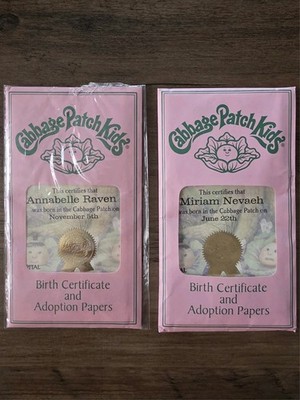 Cabbage Patch Kids
This certifies that
Annabelle Raven
was born in the Cabbage Patch on
November 5th
Birth Certificate
and
Adoption Papers
Cabbage Patch Kids
This certifies that
Miriam Nevaeh
was born in the Cabbage Patch on
June 22th
Birth Certificate
and
Adoption Papers